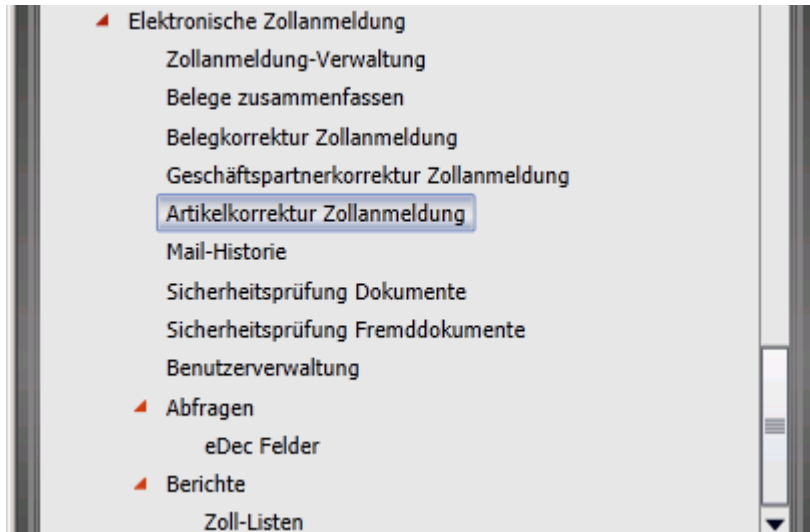 Elektronische Zollanmeldung
Zollanmeldung-Verwaltung
Belege zusammenfassen
Belegkorrektur Zollanmeldung
Geschäftspartnerkorrektur Zollanmeldung
Artikelkorrektur Zollanmeldung
Mail-Historie
Sicherheitsprüfung Dokumente
Sicherheitsprüfung Fremddokumente
Benutzerverwaltung
Abfragen
eDec Felder
Berichte
Zoll-Listen